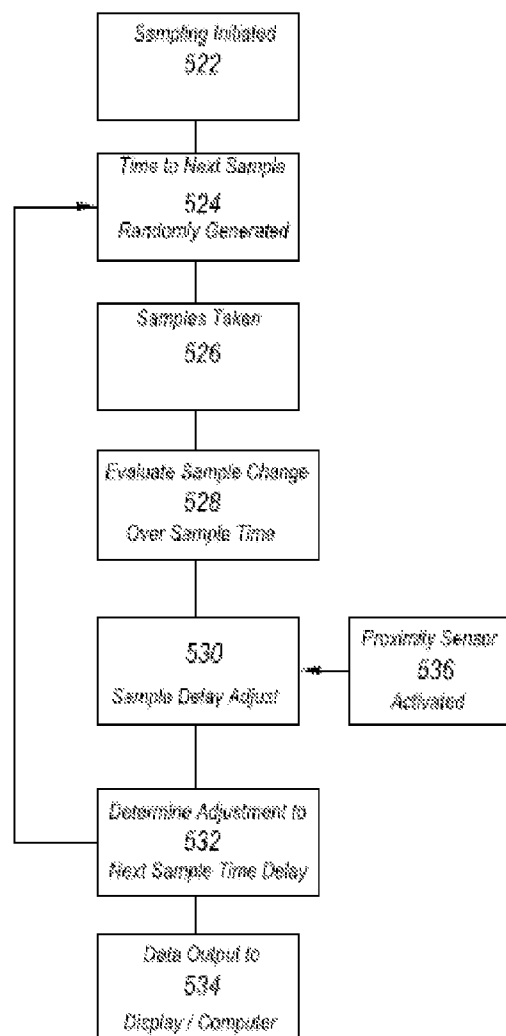 Sampling Initiated
522
Time to Next Sample
524
Randomly Generated
Samples Taken
526
Evaluate Sample Change
528
Over Sample Time
530
Sample Delay Adjust
Proximity Sensor
536
Activated
Determine Adjustment to
532
Next Sample Time Delay
Data Output to
534
Display / Computer